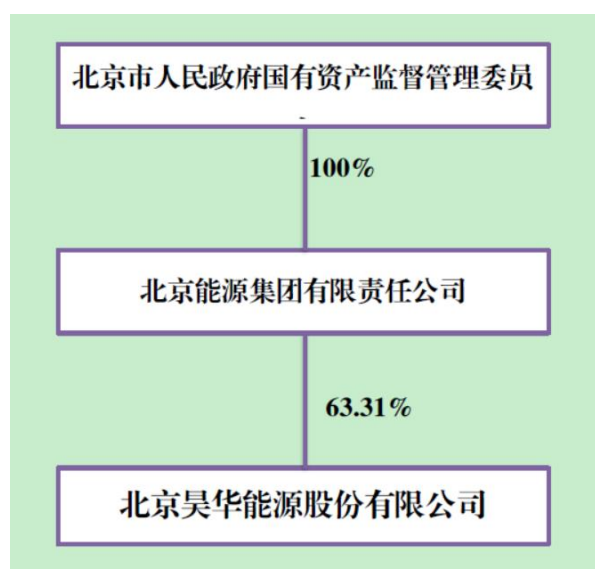 北京市人民政府国有资产监督管理委员
100%
北京能源集团有限责任公司
63.31%
北京昊华能源股份有限公司